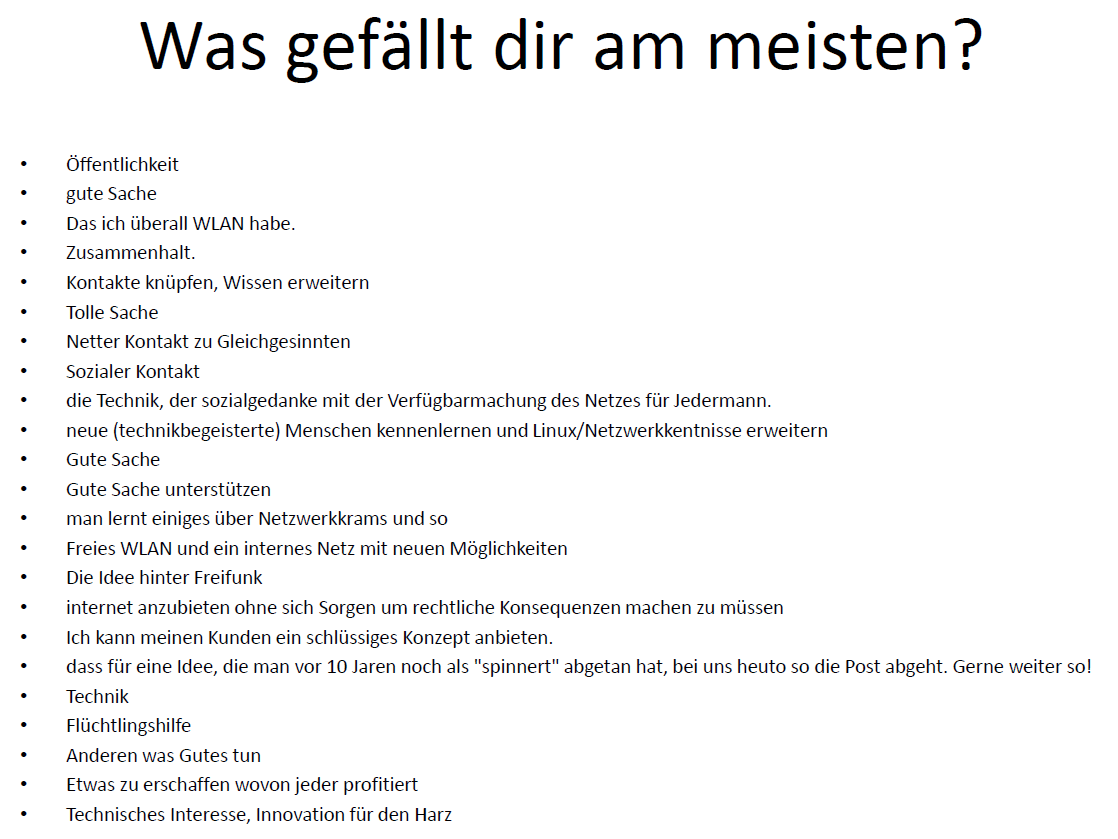 Was gefällt dir am meisten?
• Öffentlichkeit
• gute Sache
• Das ich überall WLAN habe.
• Zusammenhalt.
• Kontakte knüpfen, Wissen erweitern
• Tolle Sache
• Netter Kontakt zu Gleichgesinnten
• Sozialer Kontakt
• die Technik, der sozialgedanke mit der Verfügbarmachung des Netzes für Jedermann.
• neue (technikbegeisterte) Menschen kennenlernen und Linux/Netzwerkkentnisse erweitern
• Gute Sache
• Gute Sache unterstützen
• man lernt einiges über Netzwerkkrams und so
• Freies WLAN und ein internes Netz mit neuen Möglichkeiten
• Die Idee hinter Freifunk
• internet anzubieten ohne sich Sorgen um rechtliche Konsequenzen machen zu müssen
• Ich kann meinen Kunden ein schlüssiges Konzept anbieten.
• dass für eine Idee, die man vor 10 Jaren noch als "spinnert" abgetan hat, bei uns heuto so die Post abgeht. Gerne weiter so!
• Technik
• Flüchtlingshilfe
• Anderen was Gutes tun
• Etwas zu erschaffen wovon jeder profitiert
• Technisches Interesse, Innovation für den Harz